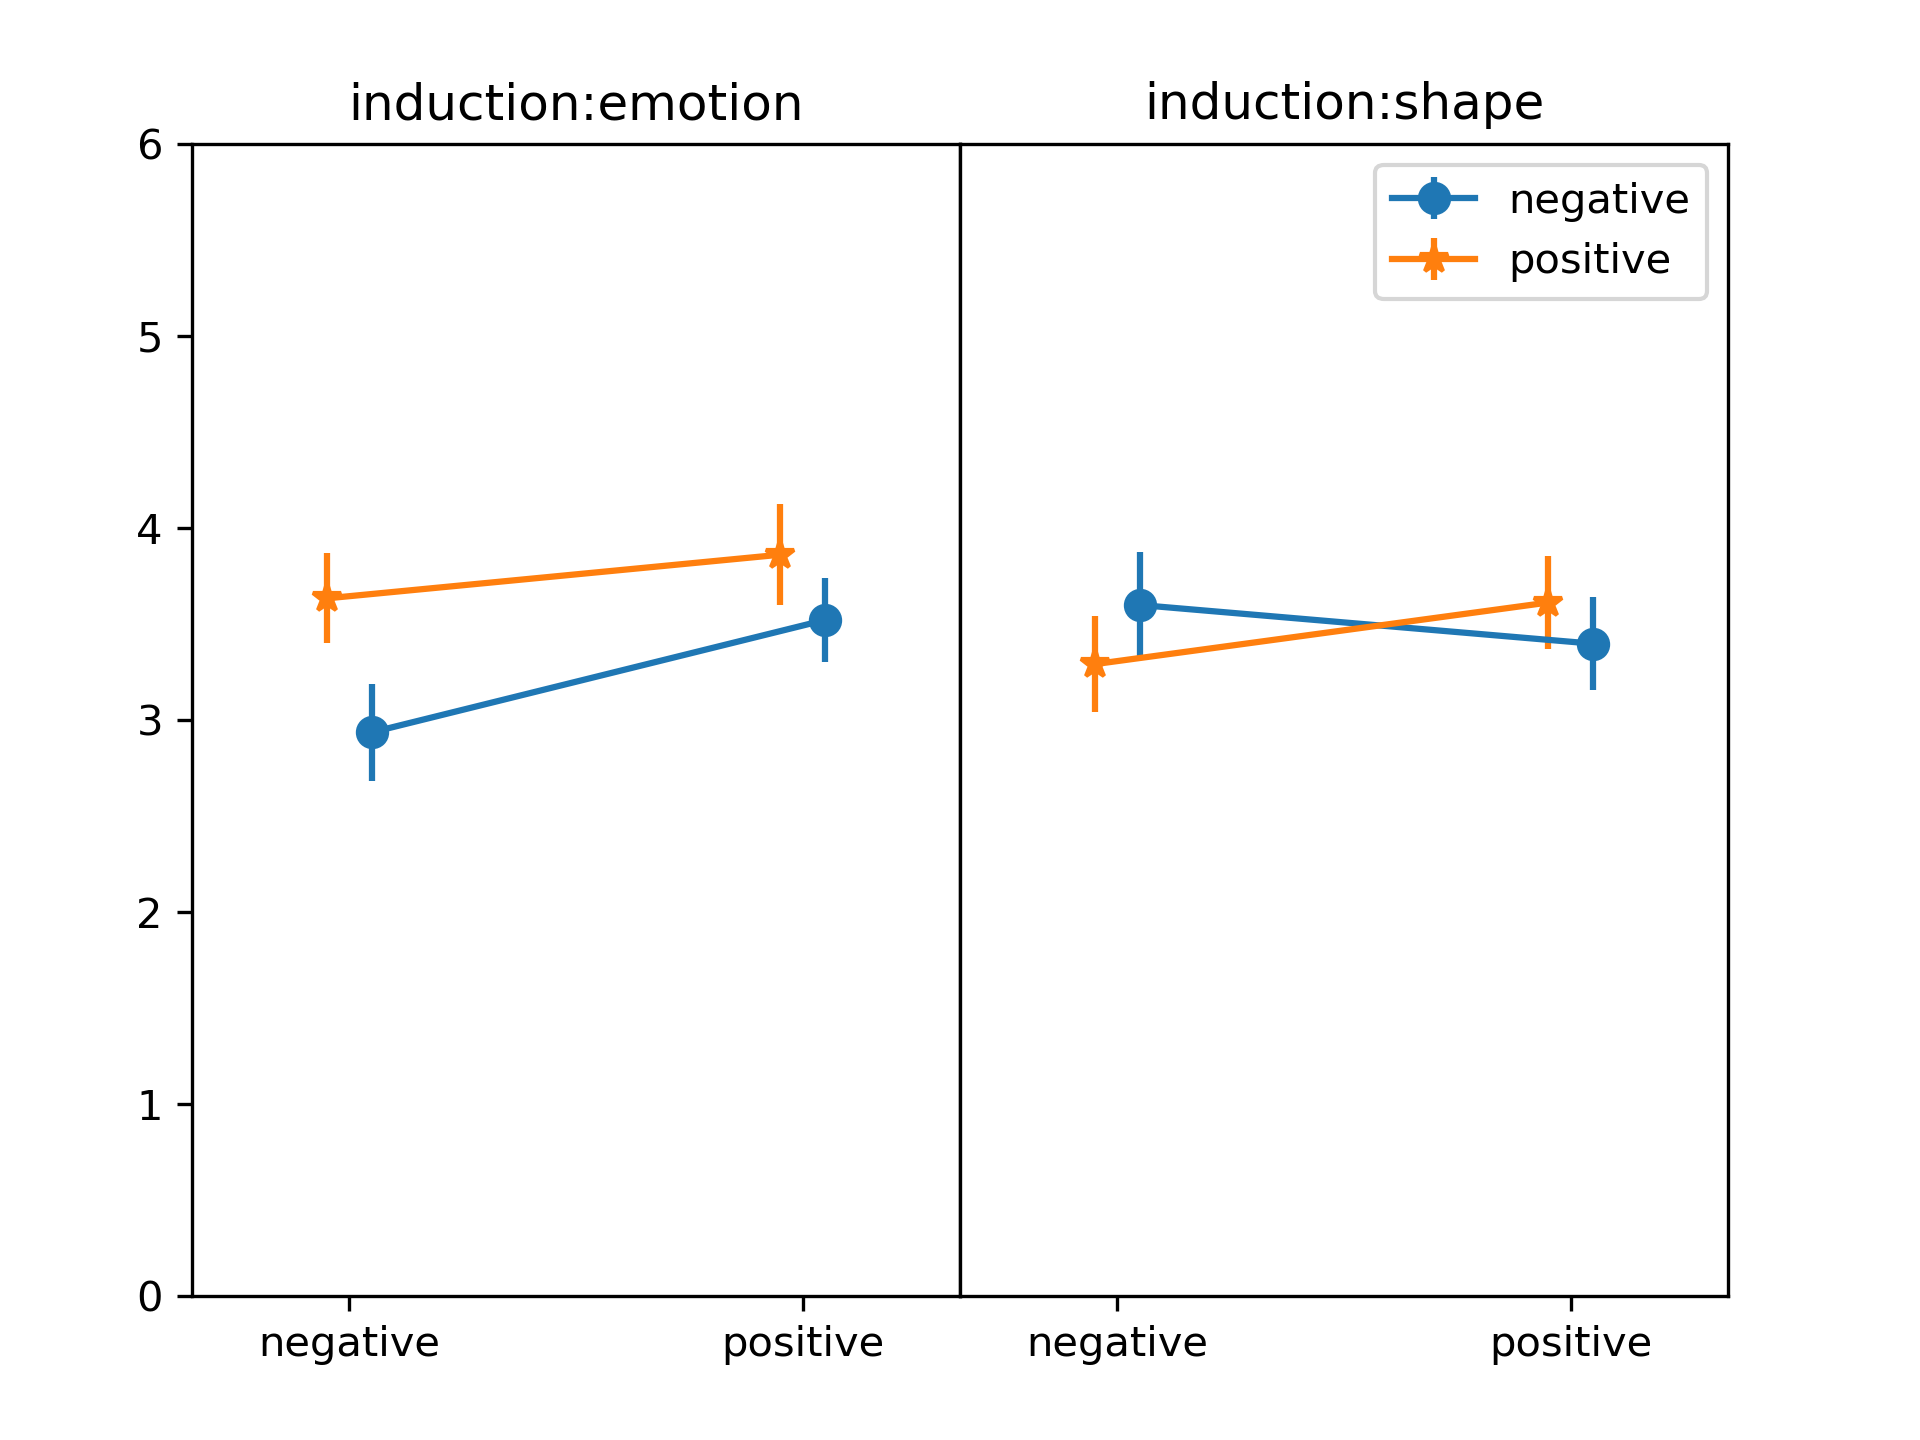 induction:emotion
induction:shape
6
5
4
3
2
1
0
negative
positive
negative
positive
negative
positive